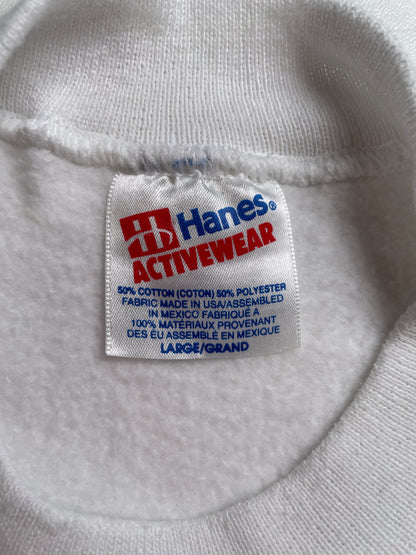 Hanes®
ACTIVEWEAR
50% COTTON (COTON) 50% POLYESTER
FABRIC MADE IN USA/ASSEMBLED
IN MEXICO FABRIQUÉ A
100% MATÉRIAUX PROVENANT
DES ÉU ASSEMBLÉ EN MEXIQUE
LARGE/GRAND